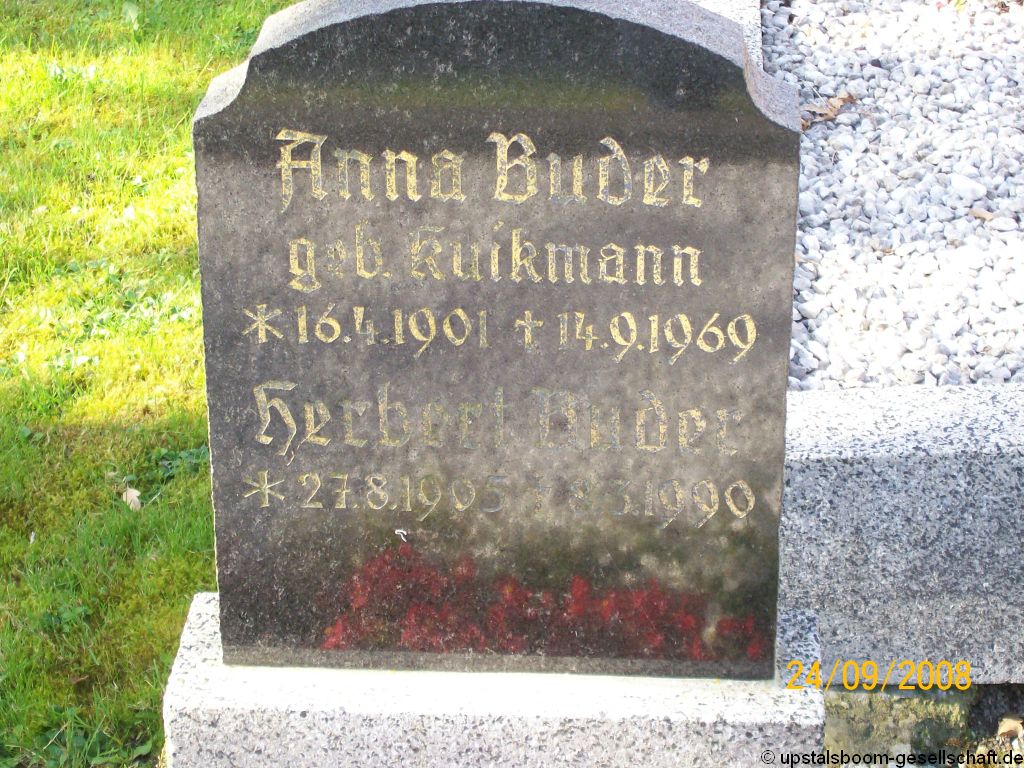 Anna Buder
geb. Kuikmann
* 16.4.1901 † 14.9.1969
Herbert Buder
* 27.8.1905 † 8.3.1990
24/09/2008
© upstalsboom-gesellschaft.de